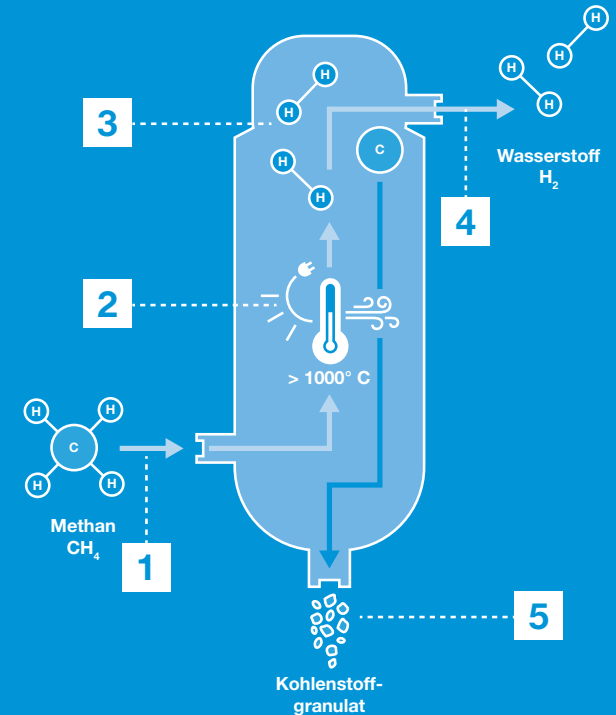 H
H
H
H
3
H
H
C
Wasserstoff
H₂
4
H
H
2
> 1000° C
H
H
C
H
H
Methan
CH₄
1
5
Kohlenstoff-
granulat